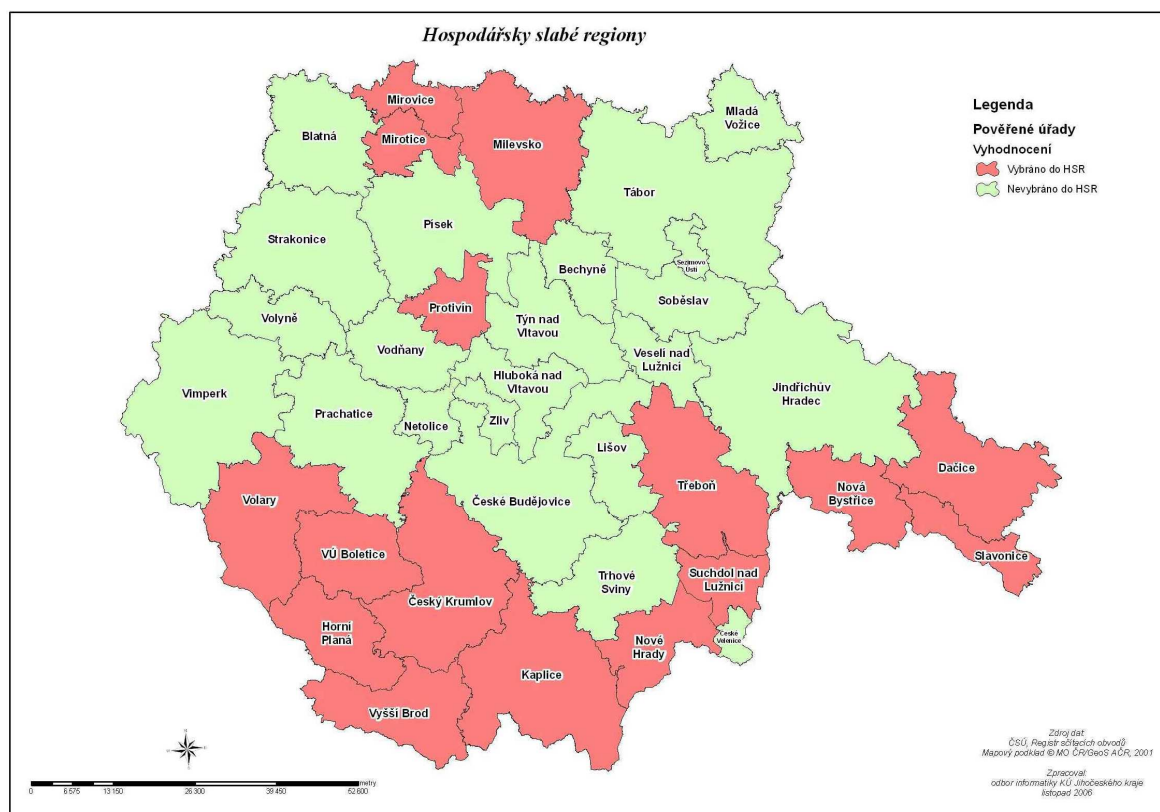 Hospodářsky slabé regiony
Legenda
Pověřené úřady
Vyhodnocení
Vybráno do HSR
Nevybráno do HSR
Mirovice
Mirotice
Milevsko
Mladá
Vožice
Blatná
Tábor
Písek
Strakonice
Sezimovo
Ústí
Bechyně
Soběslav
Protivín
Volyně
Týn nad
Vltavou
Vodňany
Veselí nad
Lužnicí
Hluboká nad
Vltavou
Vimperk
Prachatice
Jindřichův
Hradec
Netolice
Zliv
Lišov
Dačice
Třeboň
Nová
Bystřice
Volary
České Budějovice
VÚ Boletice
Slavonice
Suchdol nad
Lužnicí
Trhové
Sviny
Český Krumlov
Horní
Planá
České
Velenice
Nové
Hrady
Kaplice
Vyšší Brod
metry
0 6 575 13 150 26 300 39 450 52 600
Zdroj dat:
ČSÚ, Registr sčítacích obvodů
Mapový podklad © MO ČR/GeoS AČR, 2001
Zpracoval:
odbor informatiky KÚ Jihočeského kraje
listopad 2006